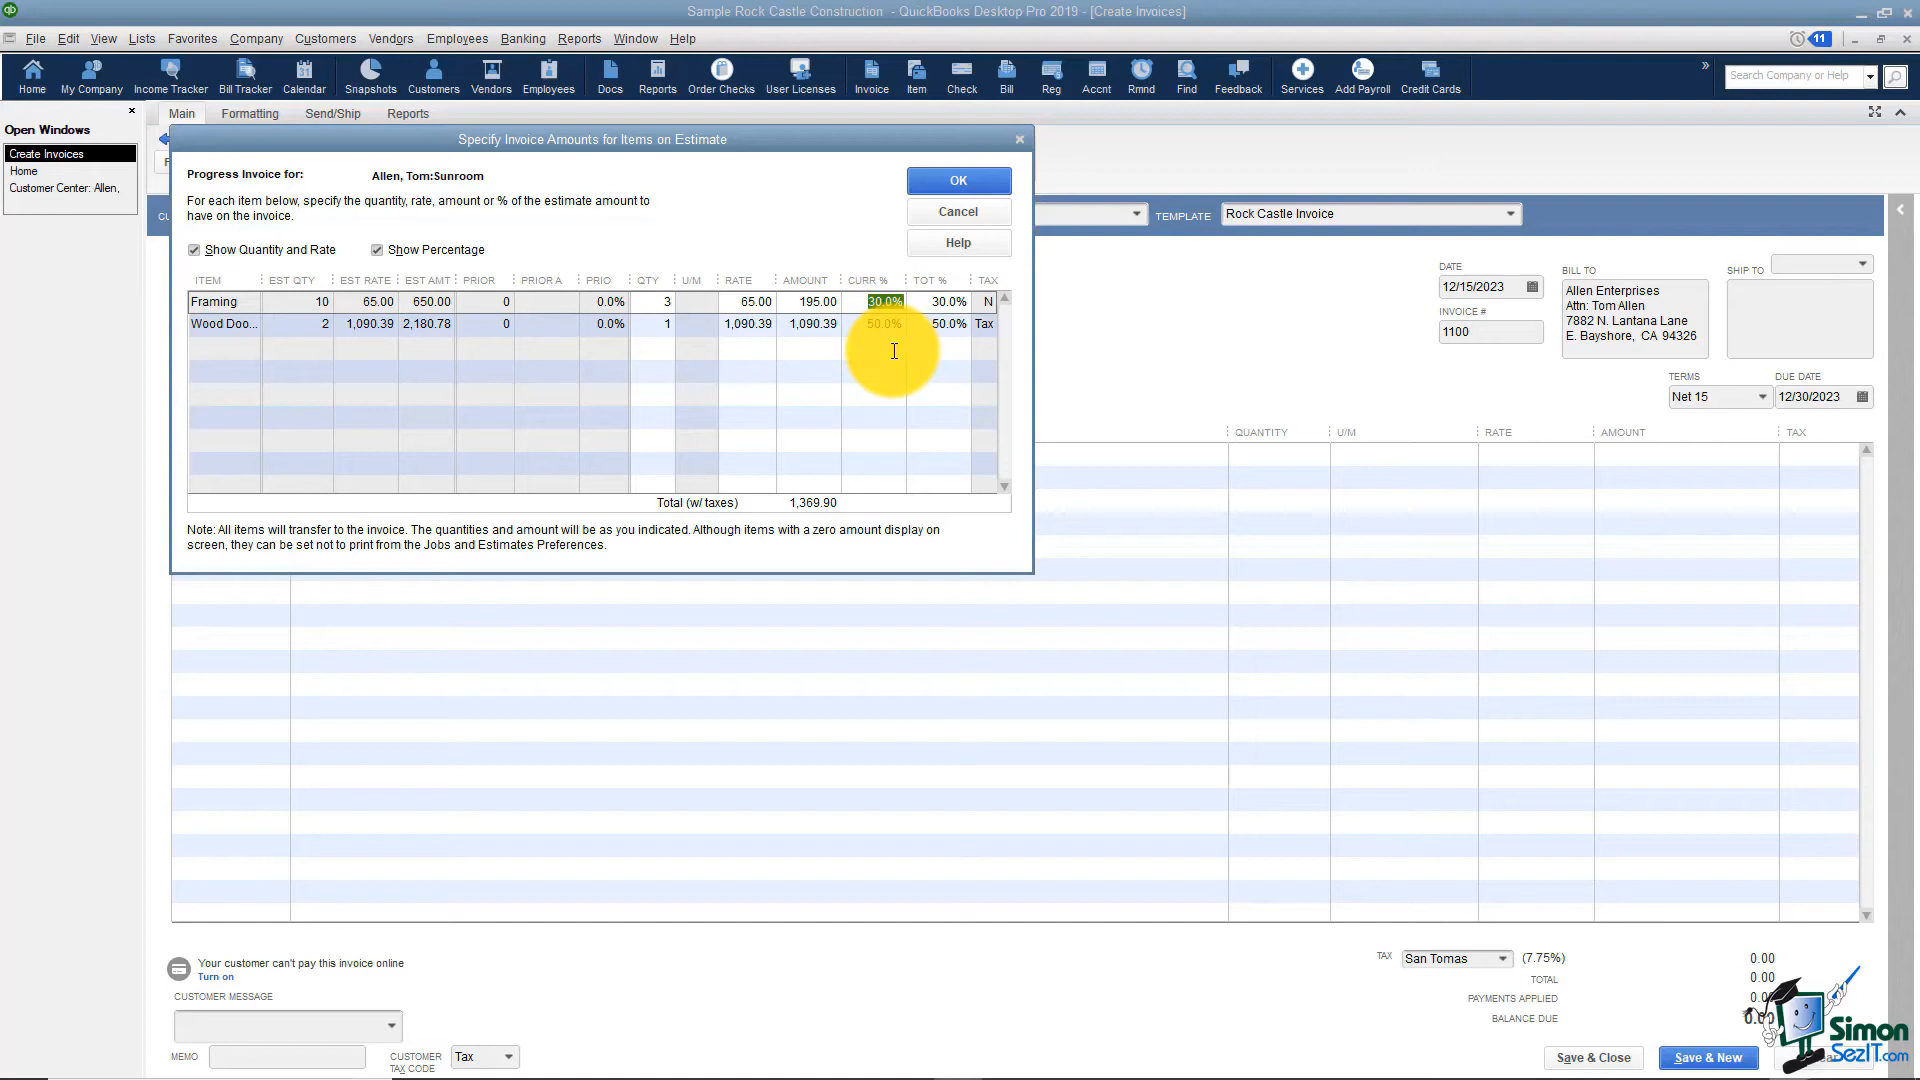 Sample Rock Castle Construction - QuickBooks Desktop Pro 2019 - [Create Invoices]
File Edit View Lists Favorites Company Customers Vendors Employees Banking Reports Window Help
11
Home My Company Income Tracker Bill Tracker Calendar Snapshots Customers Vendors Employees Docs Reports Order Checks User Licenses Invoice Item Check Bill Reg Accnt Rmnd Find Feedback Services Add Payroll Credit Cards
Search Company or Help
Main Formatting Send/Ship Reports
Open Windows
Create Invoices
Home
Customer Center: Allen,
Specify Invoice Amounts for Items on Estimate
Progress Invoice for: Allen, Tom:Sunroom
For each item below, specify the quantity, rate, amount or % of the estimate amount to
have on the invoice.
OK
Cancel
Help
Show Quantity and Rate Show Percentage
ITEM EST QTY EST RATE EST AMT PRIOR PRIOR A PRIO QTY U/M RATE AMOUNT CURR % TOT % TAX
Framing 10 65.00 650.00 0 0.0% 3 65.00 195.00 30.0% 30.0% N
Wood Doo... 2 1,090.39 2,180.78 0 0.0% 1 1,090.39 1,090.39 50.0% 50.0% Tax
Total (w/ taxes) 1,369.90
Note: All items will transfer to the invoice. The quantities and amount will be as you indicated. Although items with a zero amount display on
screen, they can be set not to print from the Jobs and Estimates Preferences.
TEMPLATE Rock Castle Invoice
DATE
12/15/2023
INVOICE #
1100
BILL TO
Allen Enterprises
Attn: Tom Allen
7882 N. Lantana Lane
E. Bayshore, CA 94326
SHIP TO
TERMS DUE DATE
Net 15 12/30/2023
QUANTITY U/M RATE AMOUNT TAX
Your customer can't pay this invoice online
Turn on
CUSTOMER MESSAGE
MEMO
CUSTOMER
TAX CODE
Tax
TAX San Tomas (7.75%) 0.00
TOTAL 0.00
PAYMENTS APPLIED
BALANCE DUE
Save & Close Save & New
Simon
SezIT.com